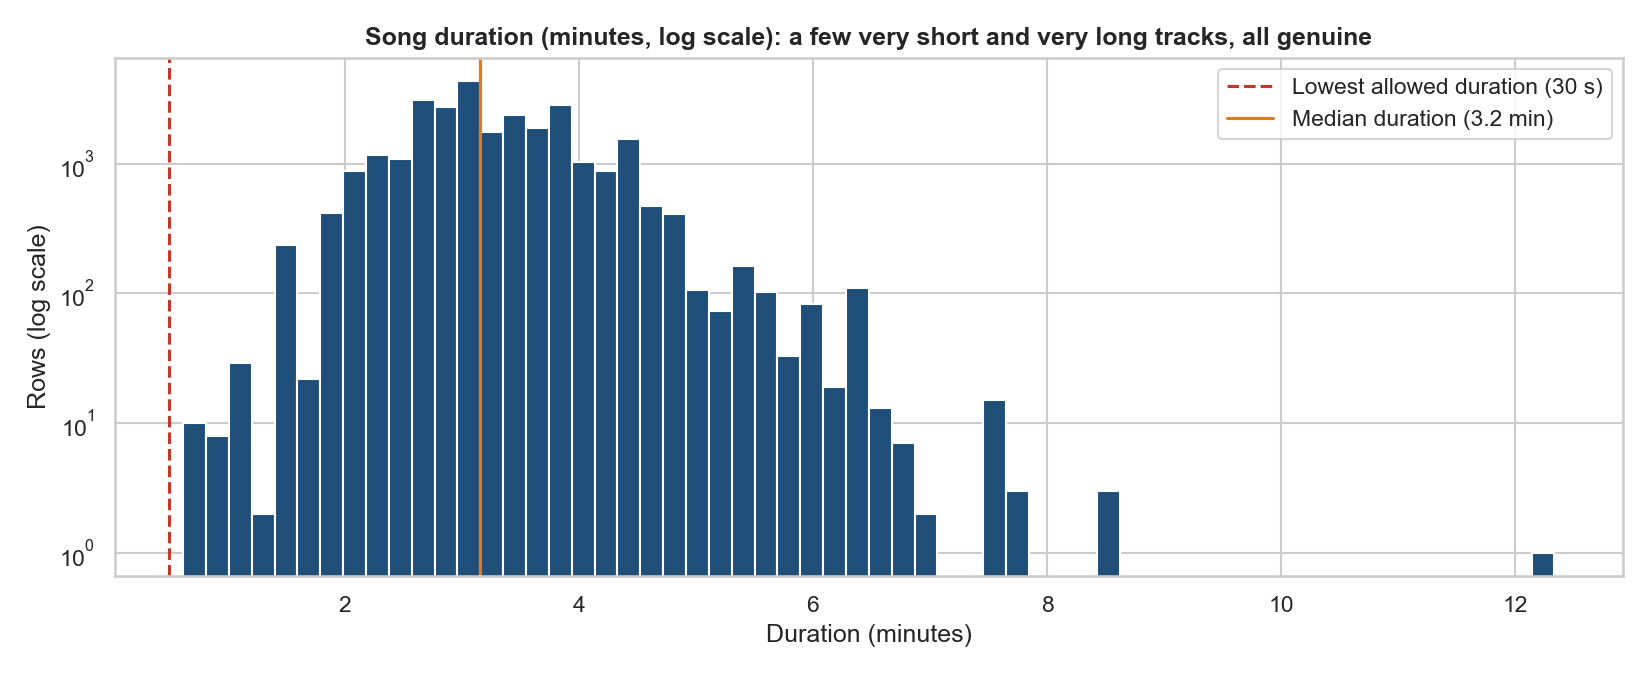 Song duration (minutes, log scale): a few very short and very long tracks, all genuine
Lowest allowed duration (30 s)
Median duration (3.2 min)
Rows (log scale)
10³
10²
10¹
10⁰
2 4 6 8 10 12
Duration (minutes)